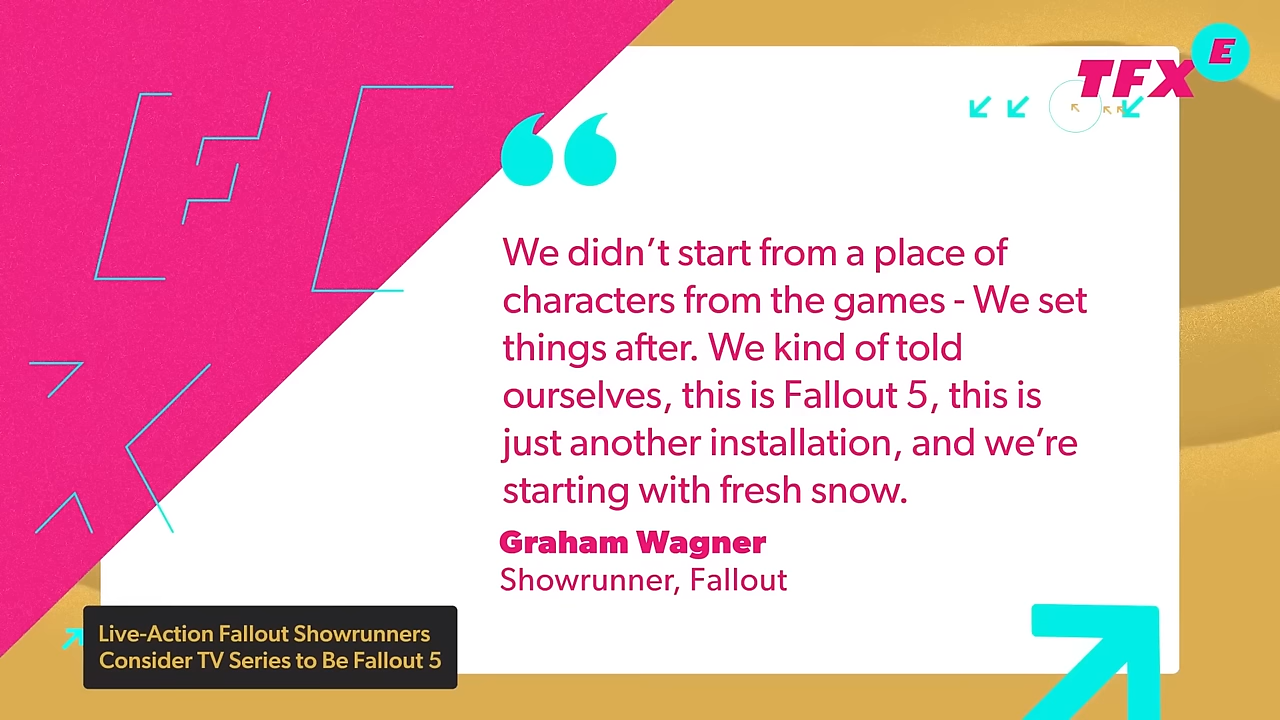 TFX
E
We didn’t start from a place of
characters from the games - We set
things after. We kind of told
ourselves, this is Fallout 5, this is
just another installation, and we’re
starting with fresh snow.
Graham Wagner
Showrunner, Fallout
Live-Action Fallout Showrunners
Consider TV Series to Be Fallout 5